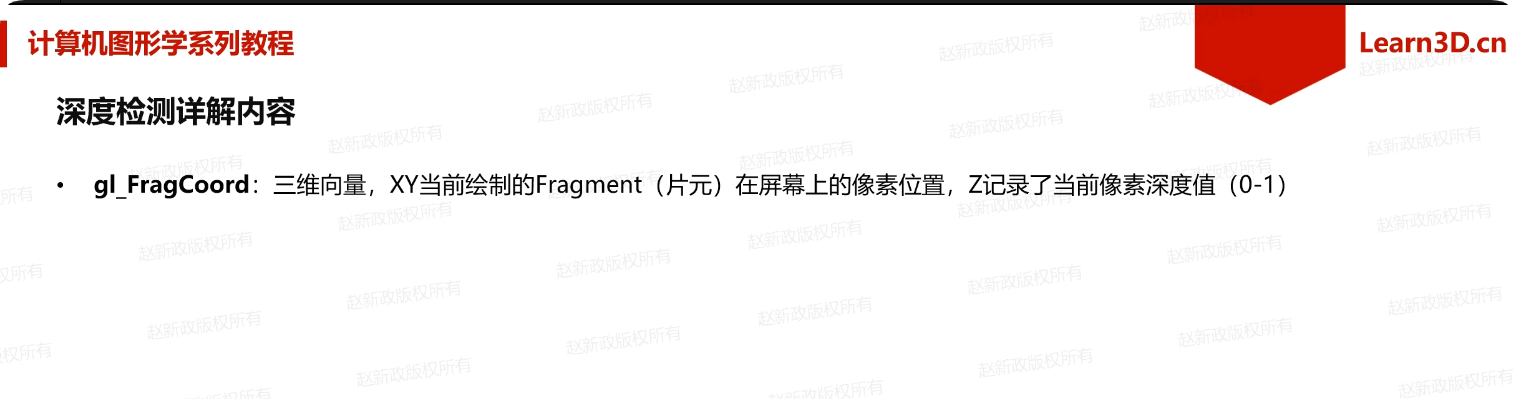 计算机图形学系列教程
Learn3D.cn
深度检测详解内容
• gl_FragCoord：三维向量，XY当前绘制的Fragment（片元）在屏幕上的像素位置，Z记录了当前像素深度值（0-1）
赵新政版权所有